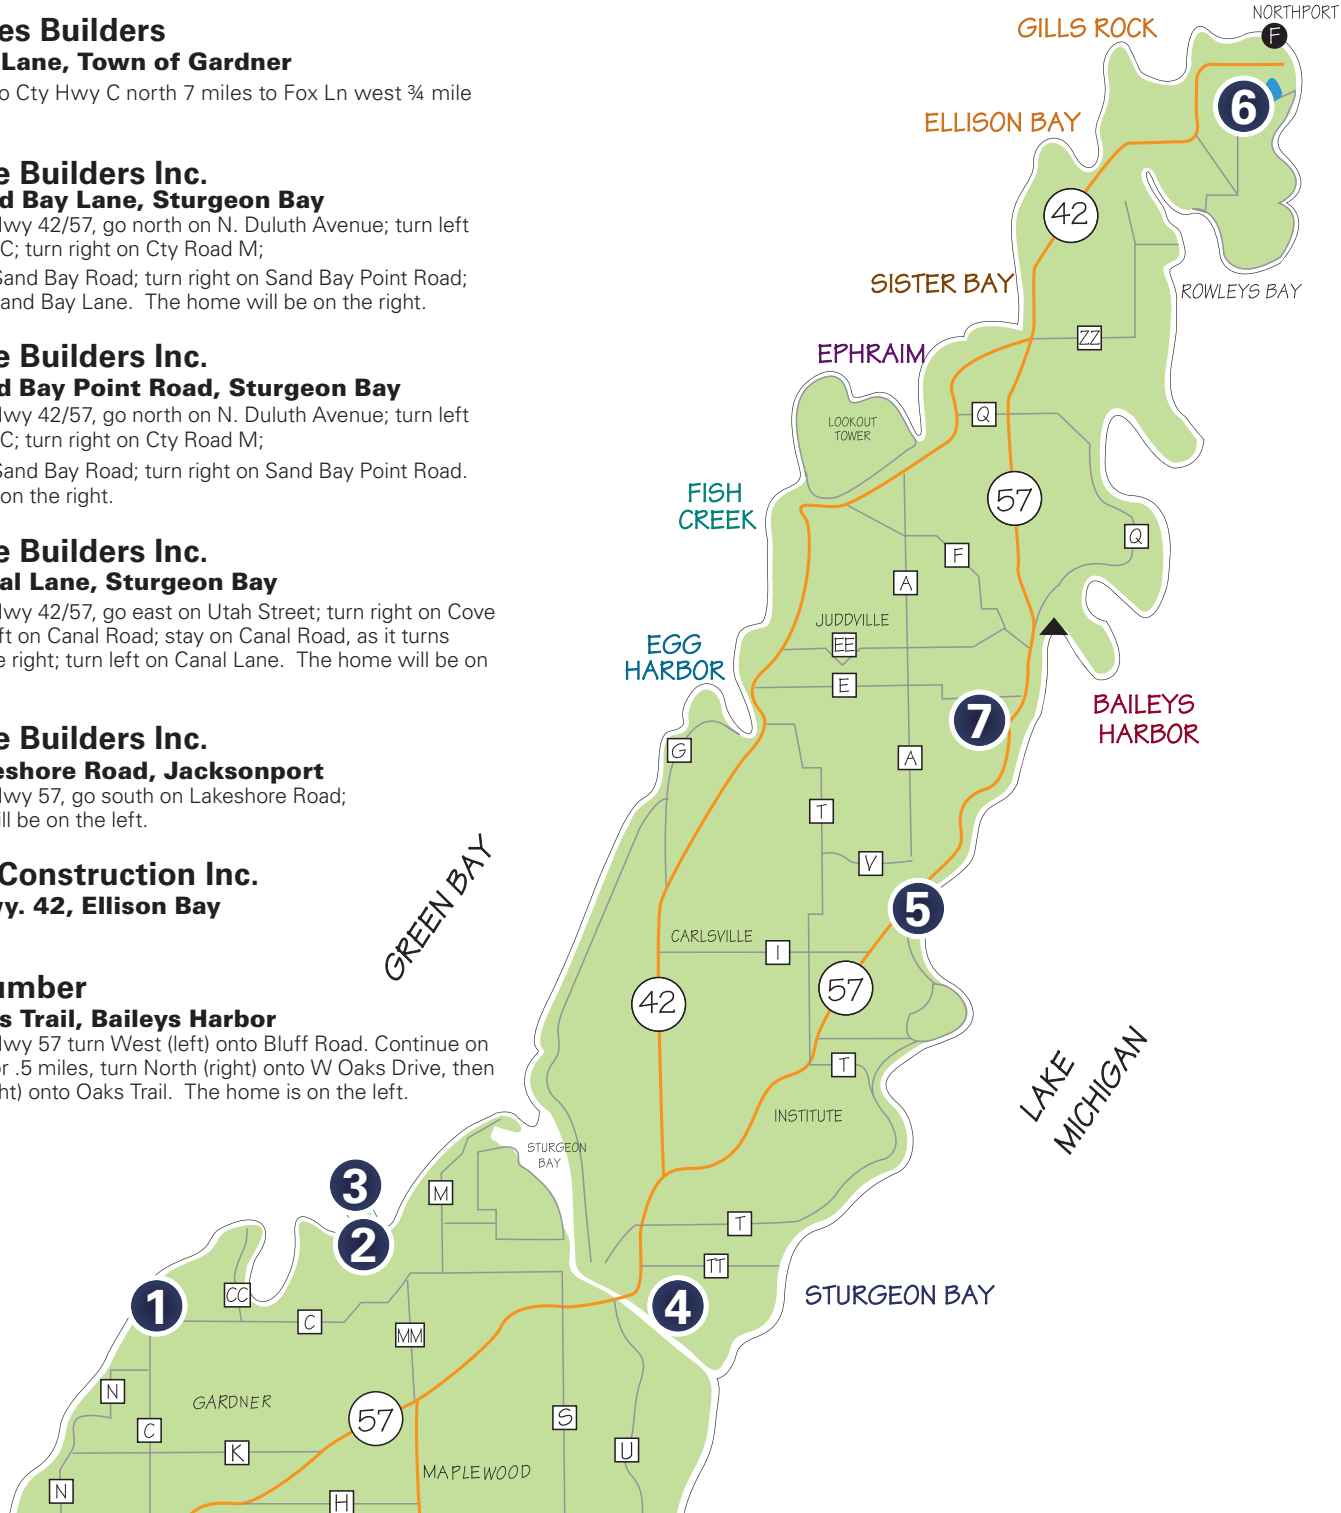 es Builders
Lane, Town of Gardner
o Cty Hwy C north 7 miles to Fox Ln west ¾ mile
e Builders Inc.
d Bay Lane, Sturgeon Bay
Hwy 42/57, go north on N. Duluth Avenue; turn left
C; turn right on Cty Road M;
Sand Bay Road; turn right on Sand Bay Point Road;
and Bay Lane. The home will be on the right.
e Builders Inc.
d Bay Point Road, Sturgeon Bay
Hwy 42/57, go north on N. Duluth Avenue; turn left
C; turn right on Cty Road M;
Sand Bay Road; turn right on Sand Bay Point Road.
on the right.
e Builders Inc.
al Lane, Sturgeon Bay
Hwy 42/57, go east on Utah Street; turn right on Cove
ft on Canal Road; stay on Canal Road, as it turns
e right; turn left on Canal Lane. The home will be on
e Builders Inc.
eshore Road, Jacksonport
Hwy 57, go south on Lakeshore Road;
ill be on the left.
Construction Inc.
wy. 42, Ellison Bay
umber
s Trail, Baileys Harbor
Hwy 57 turn West (left) onto Bluff Road. Continue on
or .5 miles, turn North (right) onto W Oaks Drive, then
ht) onto Oaks Trail. The home is on the left.
NORTHPORT
F
GILLS ROCK
6
ELLISON BAY
42
SISTER BAY
ROWLEYS BAY
ZZ
EPHRAIM
Q
LOOKOUT
TOWER
FISH
CREEK
57
Q
F
A
JUDDVILLE
EE
EGG
HARBOR
E
7
BAILEYS
HARBOR
G
A
T
V
GREEN BAY
5
CARLSVILLE
I
42
57
LAKE
MICHIGAN
T
INSTITUTE
STURGEON
BAY
3
M
2
T
TT
STURGEON BAY
1
CC
4
C
MM
N
GARDNER
57
C
S
K
U
MAPLEWOOD
N
H